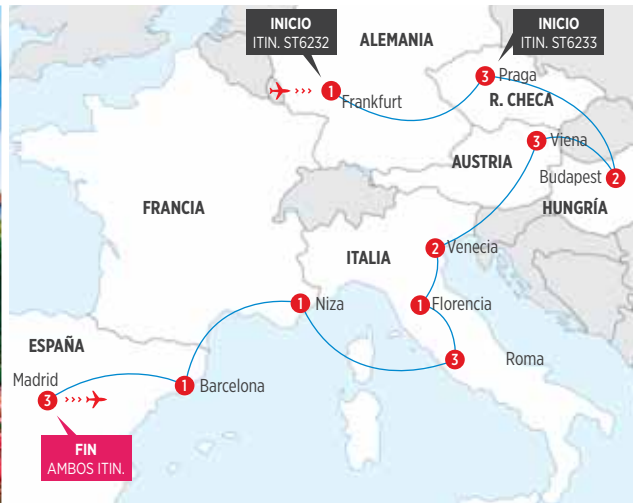 INICIO
ITIN. ST6232
ALEMANIA
INICIO
ITIN. ST6233
1
Frankfurt
3
Praga
R. CHECA
3
Viena
AUSTRIA
Budapest
2
HUNGRÍA
FRANCIA
ITALIA
2
Venecia
1
Niza
1
Florencia
3
Roma
ESPAÑA
Madrid
3
1
Barcelona
FIN
AMBOS ITIN.